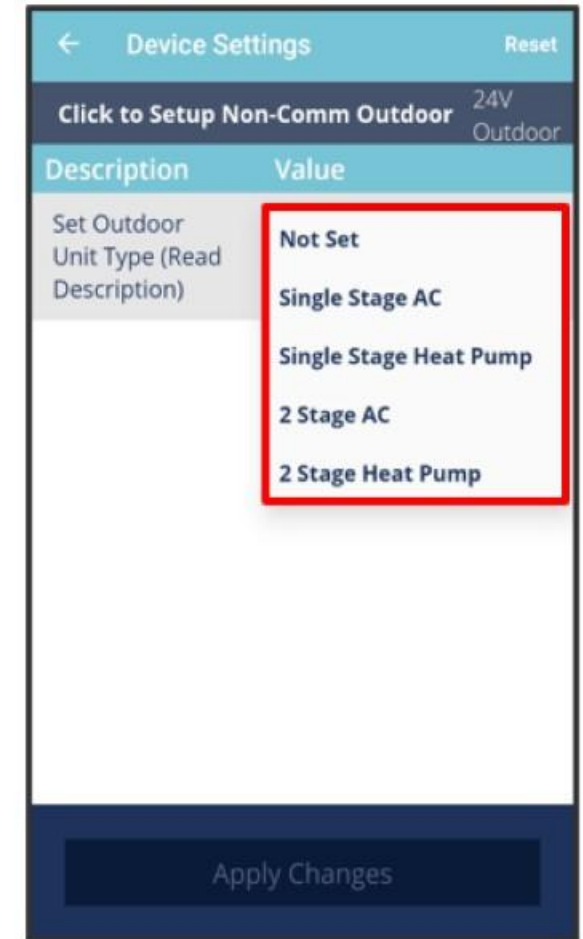 ← Device Settings Reset
Click to Setup Non-Comm Outdoor 24V
Outdoor
Description Value
Set Outdoor
Unit Type (Read
Description)
Not Set
Single Stage AC
Single Stage Heat Pump
2 Stage AC
2 Stage Heat Pump
Apply Changes